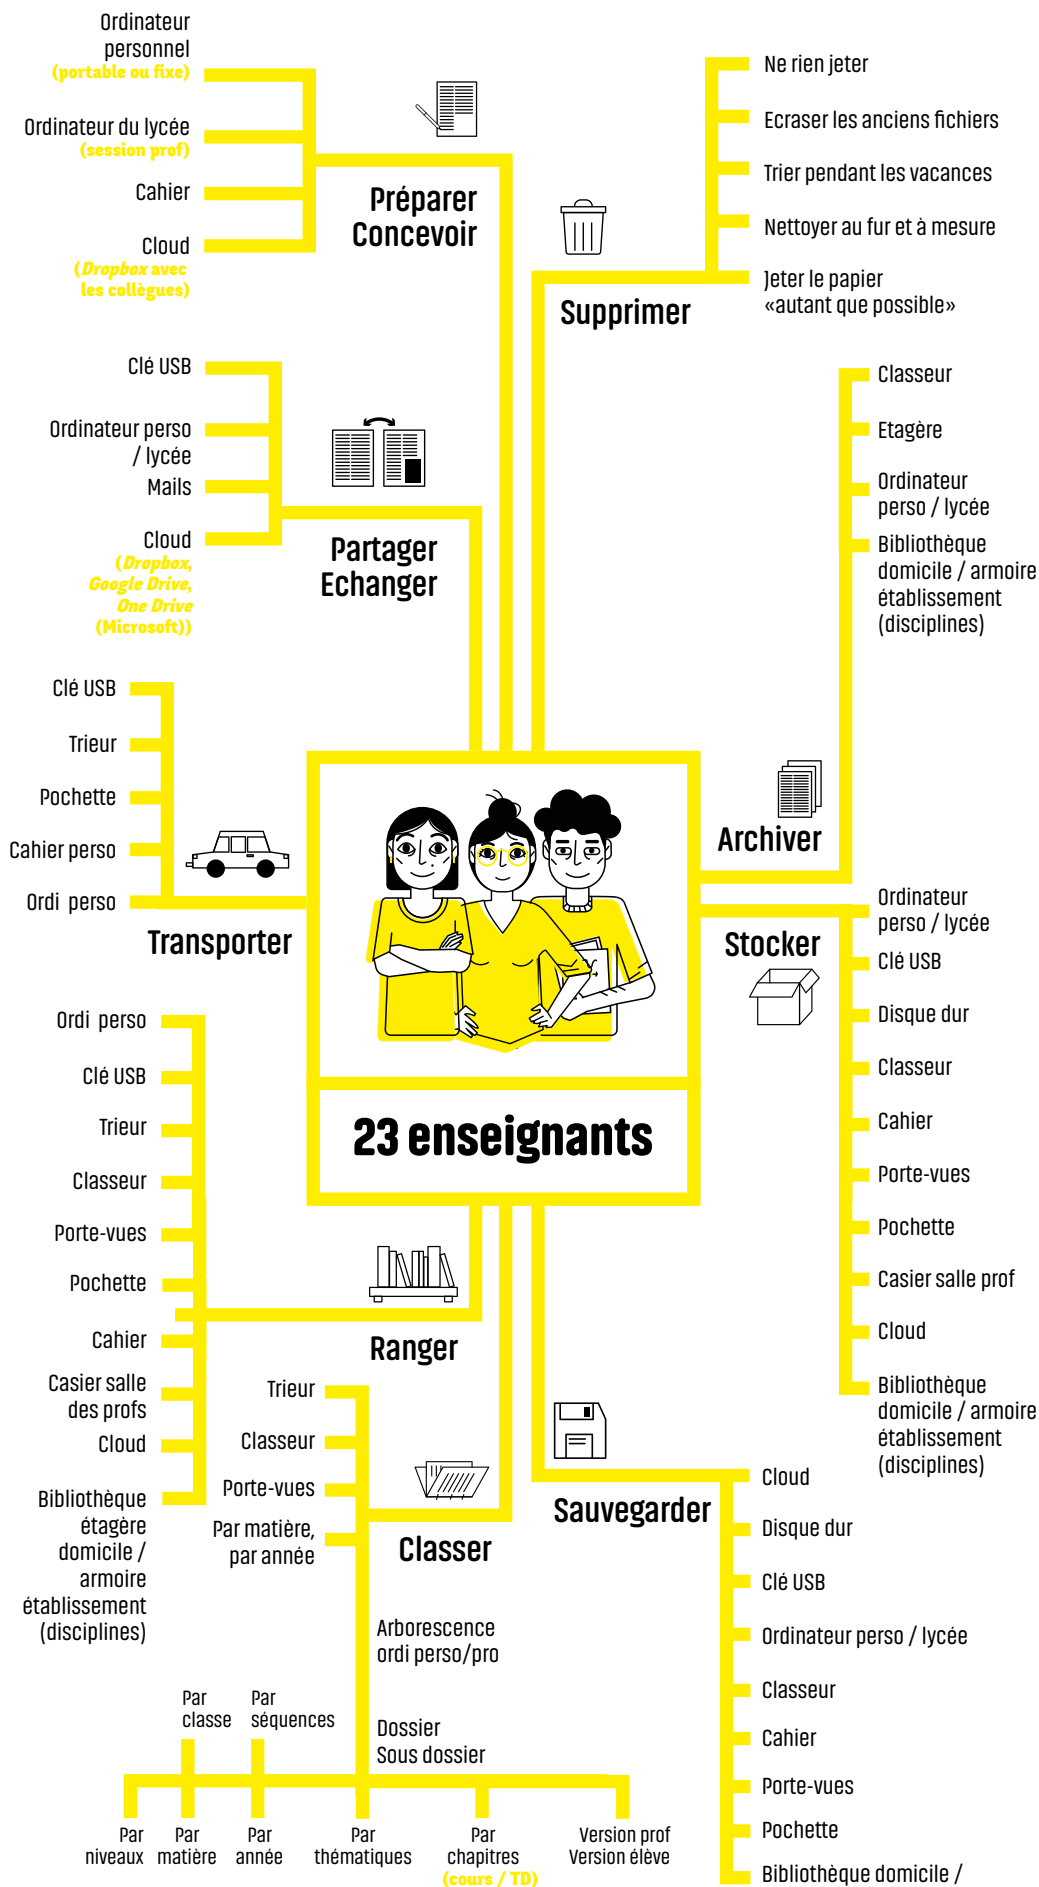 Ordinateur
personnel
(portable ou fixe)
Ordinateur du lycée
(session prof)
Cahier
Cloud
(Dropbox avec
les collègues)
Préparer
Concevoir
Ne rien jeter
Ecraser les anciens fichiers
Trier pendant les vacances
Nettoyer au fur et à mesure
Jeter le papier
«autant que possible»
Supprimer
Clé USB
Ordinateur perso
/ lycée
Mails
Cloud
(Dropbox,
Google Drive,
One Drive
(Microsoft))
Partager
Echanger
Classeur
Etagère
Ordinateur
perso / lycée
Bibliothèque
domicile / armoire
établissement
(disciplines)
Archiver
Clé USB
Trieur
Pochette
Cahier perso
Ordi perso
Transporter
Stocker
Ordinateur
perso / lycée
Clé USB
Disque dur
Classeur
Cahier
Porte-vues
Pochette
Casier salle prof
Cloud
Bibliothèque
domicile / armoire
établissement
(disciplines)
23 enseignants
Ordi perso
Clé USB
Trieur
Classeur
Porte-vues
Pochette
Cahier
Casier salle
des profs
Cloud
Bibliothèque
étagère
domicile /
armoire
établissement
(disciplines)
Ranger
Trieur
Classeur
Porte-vues
Par matière,
par année
Classer
Arborescence
ordi perso/pro
Dossier
Sous dossier
Par
classe
Par
séquences
Par
niveaux
Par
matière
Par
année
Par
thématiques
Par
chapitres
(cours / TD)
Version prof
Version élève
Sauvegarder
Cloud
Disque dur
Clé USB
Ordinateur perso / lycée
Classeur
Cahier
Porte-vues
Pochette
Bibliothèque domicile /